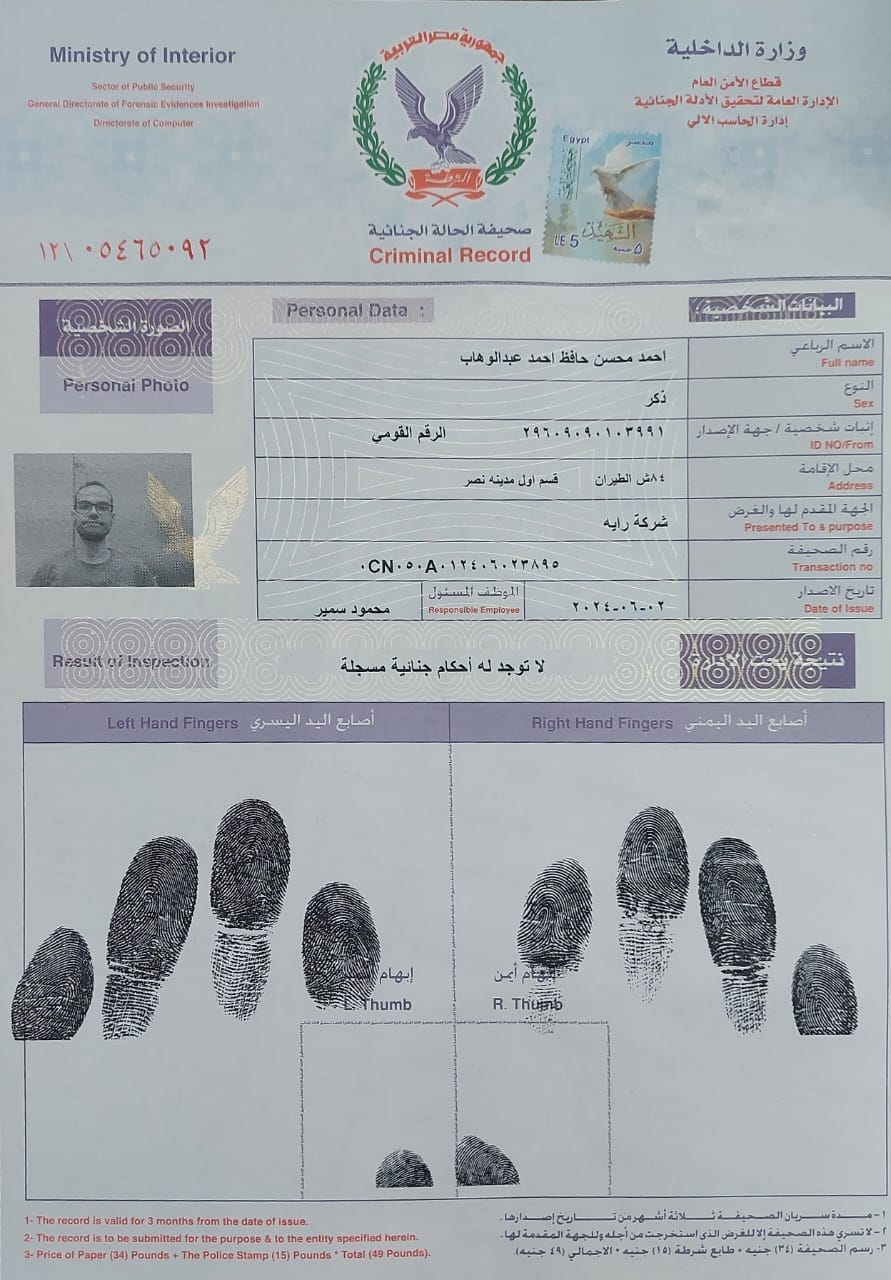 Ministry of Interior
Sector of Public Security
General Directorate of Forensic Evidences Investigation
Directorate of Computer
جمهورية مصر العربية
الشرطة
وزارة الداخلية
قطاع الأمن العام
الإدارة العامة لتحقيق الأدلة الجنائية
إدارة الحاسب الالي
Egypt مصر
الشهيد
LE 5 ٥ جنيه
صحيفة الحالة الجنائية
Criminal Record
١٢١ ٠٥٤٦٥٠٩٢
الصورة الشخصية
Personal Photo
Personal Data : البيانات الشخصية:
الاسم الرباعي احمد محسن حافظ احمد عبدالوهاب
Full name
النوع ذكر
Sex
إثبات شخصية / جهة الإصدار ٢٩٦٠٩٠٩٠١٠٣٩٩١ الرقم القومي
ID NO/From
محل الإقامة ٨٤ش الطيران قسم اول مدينه نصر
Address
الجهة المقدم لها والغرض شركة رايه
Presented To & purpose
رقم الصحيفة ٠CN٠٥٠A٠١٢٤٠٦٠٢٣٨٩٥
Transaction no
تاريخ الاصدار ٢٠٢٤-٠٦-٠٢ الموظف المسئول محمود سمير
Date of Issue Responsible Employee
Result of Inspection لا توجد له أحكام جنائية مسجلة نتيجة بحث الادارة
Left Hand Fingers أصابع اليد اليسري Right Hand Fingers أصابع اليد اليمني
إبهام إبهام أيمن
L. Thumb R. Thumb
1- The record is valid for 3 months from the date of issue.
2- The record is to be submitted for the purpose & to the entity specified herein.
3- Price of Paper (34) Pounds + The Police Stamp (15) Pounds * Total (49 Pounds).
١- مدة سريان الصحيفة ثلاثة أشهر من تاريخ إصدارها.
٢- لا تسري هذه الصحيفة إلا للغرض الذى استخرجت من أجله وللجهة المقدمة لها.
٣- رسم الصحيفة (٣٤) جنيه + طابع شرطة (١٥) جنيه * الاجمالي (٤٩ جنيه).